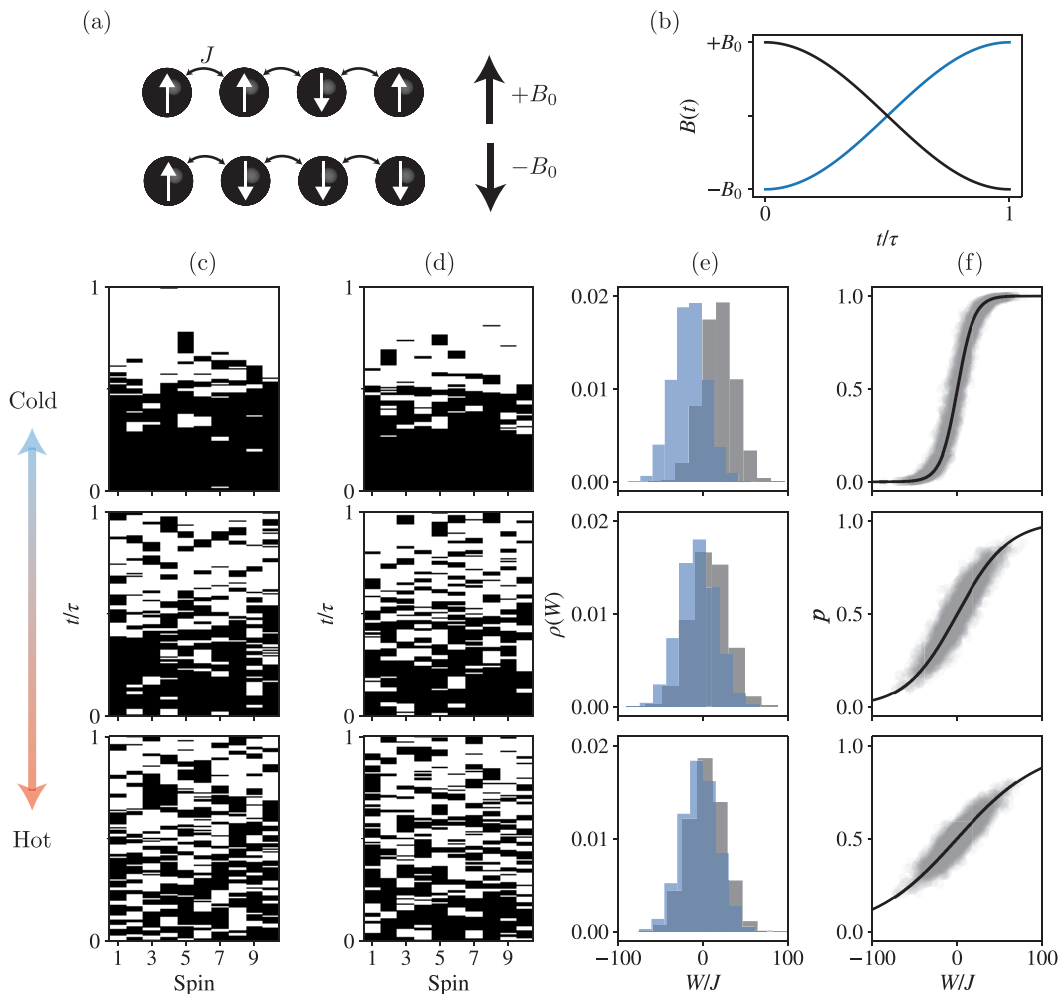 (a)
J
+B₀
−B₀
(b)
+B₀
B(t)
−B₀
0
1
t/τ
(c)
(d)
(e)
(f)
Cold
Hot
1
0
1
t/τ
0
1
0
1 3 5 7 9
Spin
1
0
1
t/τ
0
1
0
1 3 5 7 9
Spin
0.02
0.01
0.00
0.02
ρ(W)
0.01
0.00
0.02
0.01
0.00
−100 0 100
W/J
1.0
0.5
0.0
1.0
p
0.5
0.0
1.0
0.5
0.0
−100 0 100
W/J